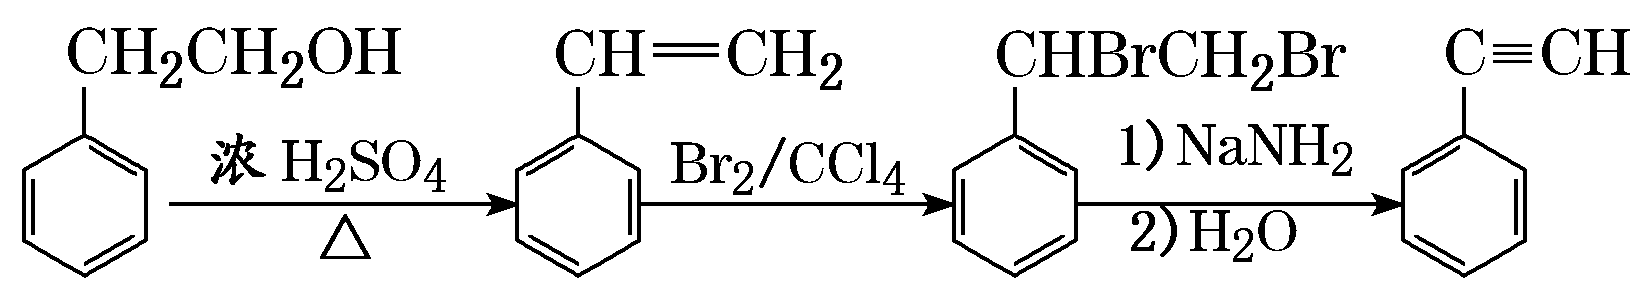 CH₂CH₂OH
浓 H₂SO₄
△
CH=CH₂
Br₂/CCl₄
CHBrCH₂Br
1) NaNH₂
2) H₂O
C≡CH